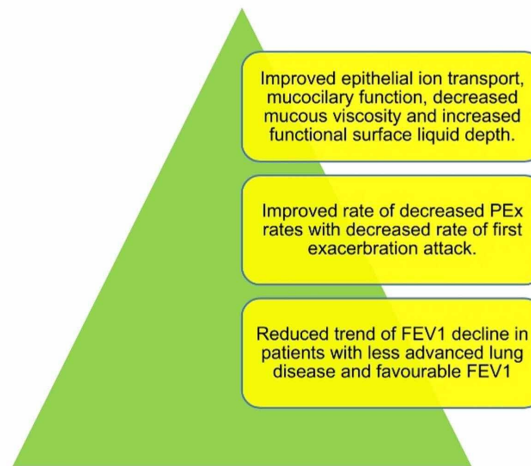 Improved epithelial ion transport,
mucocilary function, decreased
mucous viscosity and increased
functional surface liquid depth.
Improved rate of decreased PEx
rates with decreased rate of first
exacerbration attack.
Reduced trend of FEV1 decline in
patients with less advanced lung
disease and favourable FEV1